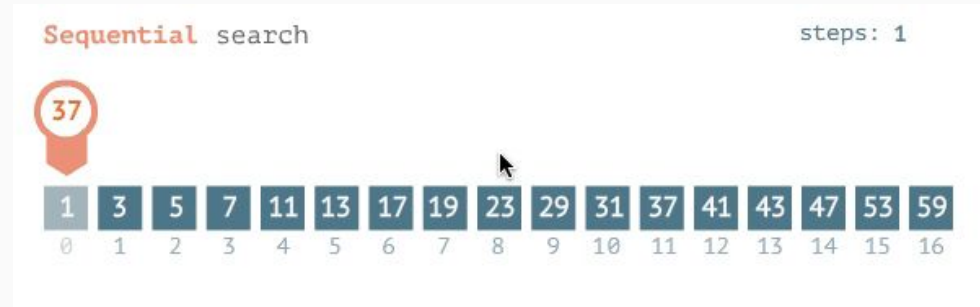 Sequential search
steps: 1
37
1 3 5 7 11 13 17 19 23 29 31 37 41 43 47 53 59
0 1 2 3 4 5 6 7 8 9 10 11 12 13 14 15 16